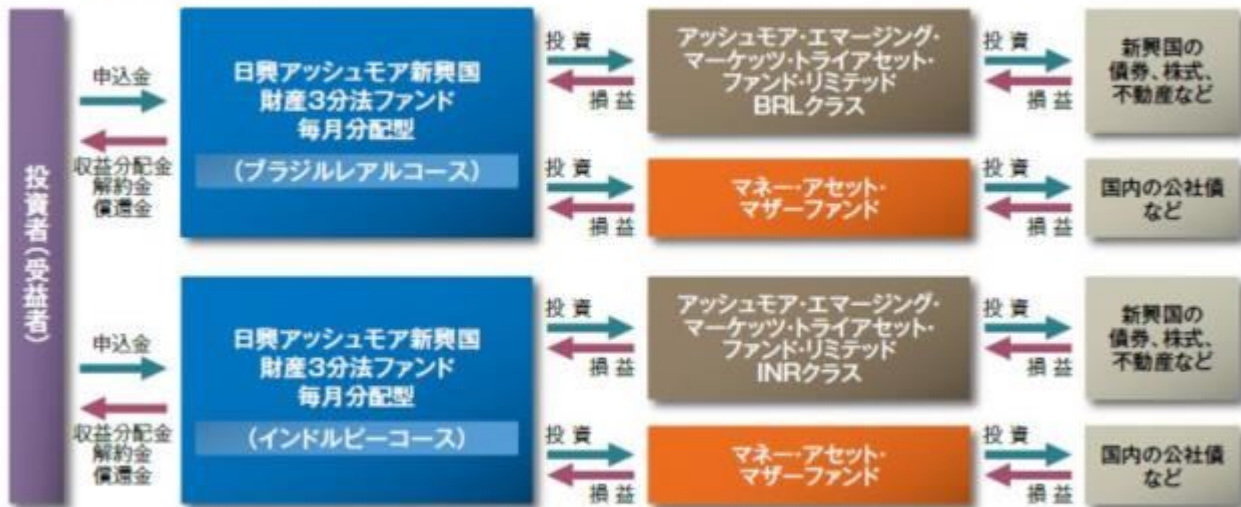 投資者(受益者)
申込金
収益分配金
解約金
償還金
日興アッシュモア新興国
財産3分法ファンド
毎月分配型
(ブラジルレアルコース)
投資
損益
アッシュモア・エマージング・
マーケッツ・トライアセット・
ファンド・リミテッド
BRLクラス
投資
損益
新興国の
債券、株式、
不動産など
投資
損益
マネー・アセット・
マザーファンド
投資
損益
国内の公社債
など
申込金
収益分配金
解約金
償還金
日興アッシュモア新興国
財産3分法ファンド
毎月分配型
(インドルピーコース)
投資
損益
アッシュモア・エマージング・
マーケッツ・トライアセット・
ファンド・リミテッド
INRクラス
投資
損益
新興国の
債券、株式、
不動産など
投資
損益
マネー・アセット・
マザーファンド
投資
損益
国内の公社債
など